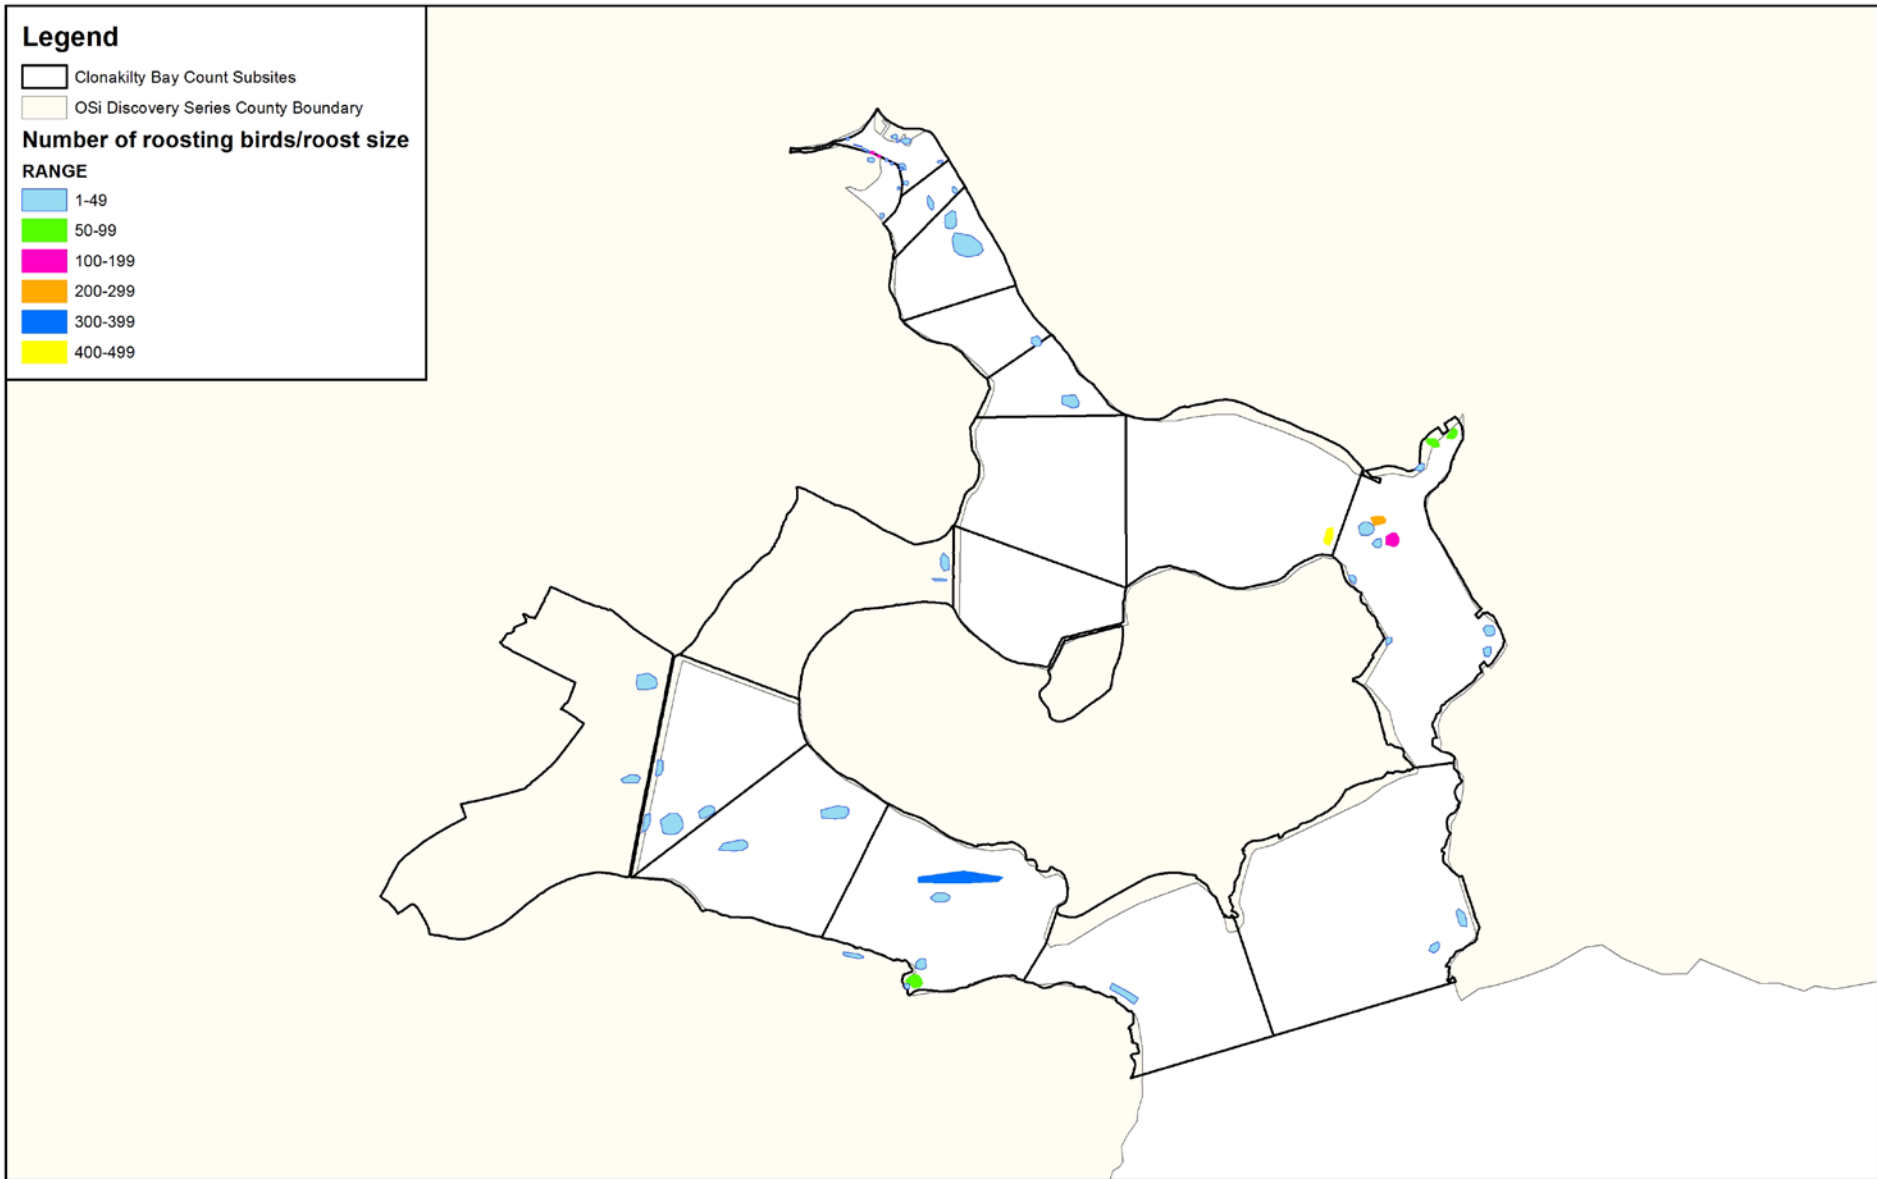 Legend
Clonakilty Bay Count Subsites
OSi Discovery Series County Boundary
Number of roosting birds/roost size
RANGE
1-49
50-99
100-199
200-299
300-399
400-499